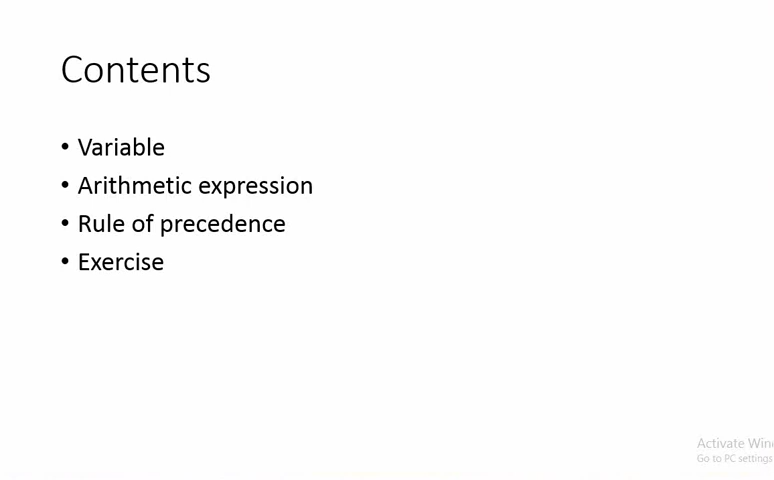 Contents
• Variable
• Arithmetic expression
• Rule of precedence
• Exercise
Activate Win
Go to PC settings